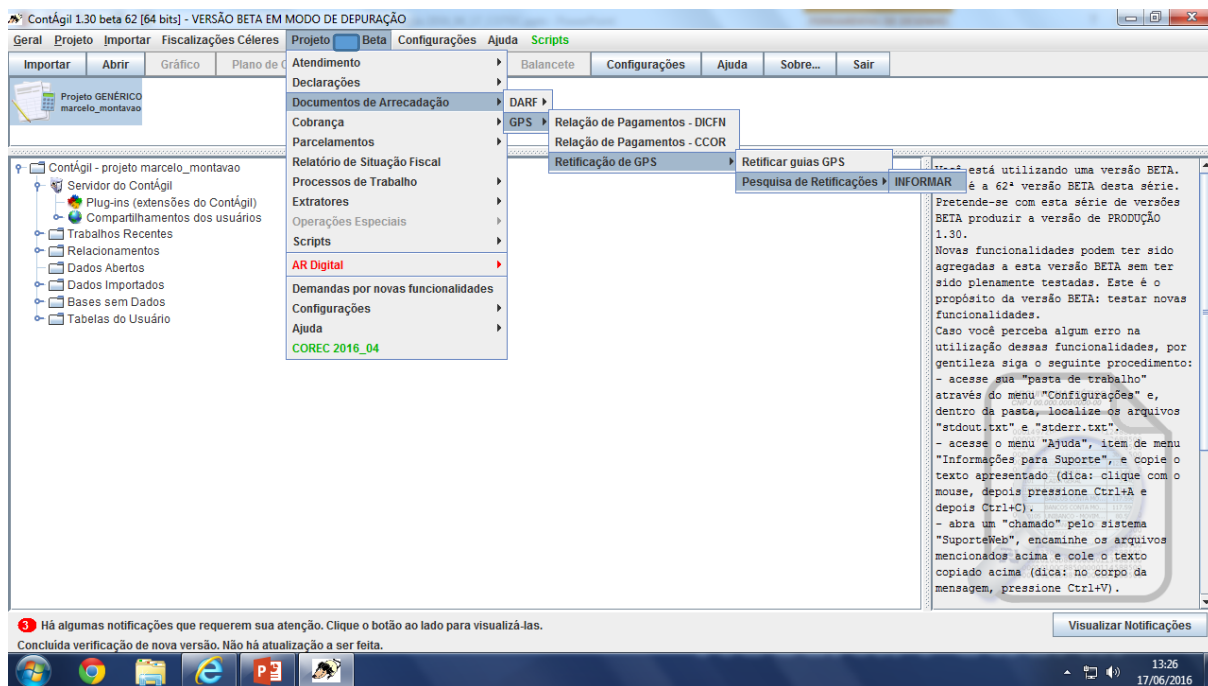 ContÁgil 1.30 beta 62 [64 bits] - VERSÃO BETA EM MODO DE DEPURAÇÃO
Geral Projeto Importar Fiscalizações Céleres Projeto Beta Configurações Ajuda Scripts
Importar Abrir Gráfico Plano de Balancete Configurações Ajuda Sobre... Sair
Projeto GENÉRICO
marcelo_montavao
Atendimento
Declarações
Documentos de Arrecadação
Cobrança
Parcelamentos
Relatório de Situação Fiscal
Processos de Trabalho
Extratores
Operações Especiais
Scripts
AR Digital
Demandas por novas funcionalidades
Configurações
Ajuda
COREC 2016_04
DARF
GPS
Relação de Pagamentos - DICFN
Relação de Pagamentos - CCOR
Retificação de GPS
Retificar guias GPS
Pesquisa de Retificações
INFORMAR
ContÁgil - projeto marcelo_montavao
Servidor do ContÁgil
Plug-ins (extensões do ContÁgil)
Compartilhamentos dos usuários
Trabalhos Recentes
Relacionamentos
Dados Abertos
Dados Importados
Bases sem Dados
Tabelas do Usuário
Você está utilizando uma versão BETA.
é a 62ª versão BETA desta série.
Pretende-se com esta série de versões
BETA produzir a versão de PRODUÇÃO
1.30.
Novas funcionalidades podem ter sido
agregadas a esta versão BETA sem ter
sido plenamente testadas. Este é o
propósito da versão BETA: testar novas
funcionalidades.
Caso você perceba algum erro na
utilização dessas funcionalidades, por
gentileza siga o seguinte procedimento:
- acesse sua "pasta de trabalho"
através do menu "Configurações" e,
dentro da pasta, localize os arquivos
"stdout.txt" e "stderr.txt".
- acesse o menu "Ajuda", item de menu
"Informações para Suporte", e copie o
texto apresentado (dica: clique com o
mouse, depois pressione Ctrl+A e
depois Ctrl+C).
- abra um "chamado" pelo sistema
"SuporteWeb", encaminhe os arquivos
mencionados acima e cole o texto
copiado acima (dica: no corpo da
mensagem, pressione Ctrl+V).
3 Há algumas notificações que requerem sua atenção. Clique o botão ao lado para visualizá-las.
Visualizar Notificações
Concluída verificação de nova versão. Não há atualização a ser feita.
13:26
17/06/2016